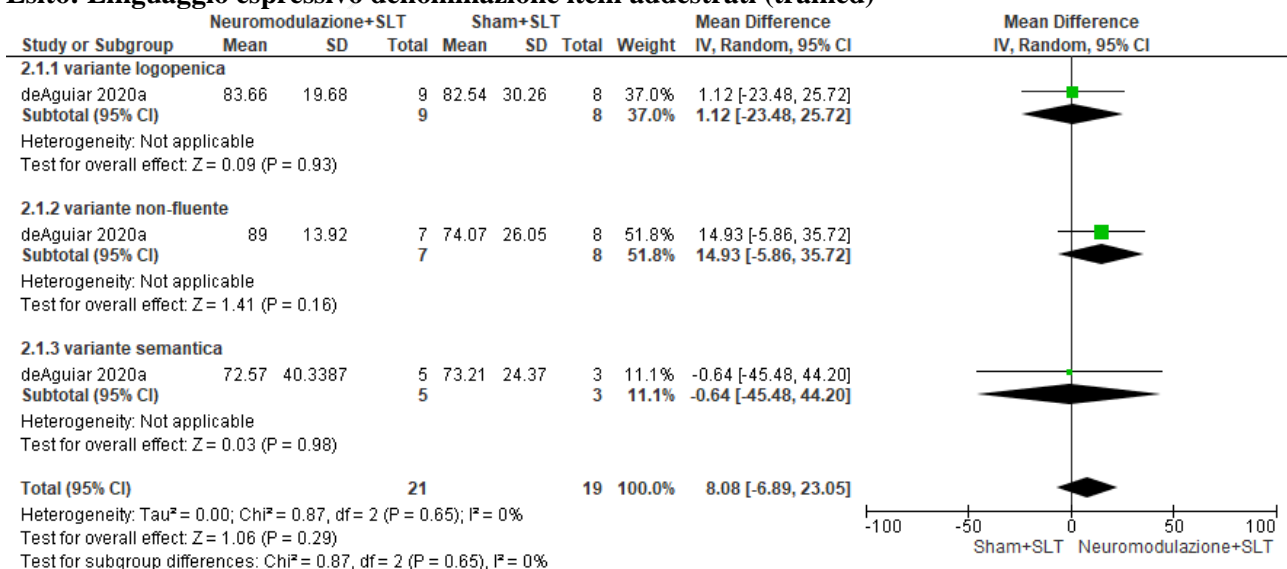 Esito: Linguaggio espressivo denominazione item addestrati (trained)
Neuromodulazione+SLT Sham+SLT Mean Difference Mean Difference
Study or Subgroup Mean SD Total Mean SD Total Weight IV, Random, 95% CI IV, Random, 95% CI
2.1.1 variante logopenica
deAguiar 2020a 83.66 19.68 9 82.54 30.26 8 37.0% 1.12 [-23.48, 25.72]
Subtotal (95% CI) 9 8 37.0% 1.12 [-23.48, 25.72]
Heterogeneity: Not applicable
Test for overall effect: Z = 0.09 (P = 0.93)
2.1.2 variante non-fluente
deAguiar 2020a 89 13.92 7 74.07 26.05 8 51.8% 14.93 [-5.86, 35.72]
Subtotal (95% CI) 7 8 51.8% 14.93 [-5.86, 35.72]
Heterogeneity: Not applicable
Test for overall effect: Z = 1.41 (P = 0.16)
2.1.3 variante semantica
deAguiar 2020a 72.57 40.3387 5 73.21 24.37 3 11.1% -0.64 [-45.48, 44.20]
Subtotal (95% CI) 5 3 11.1% -0.64 [-45.48, 44.20]
Heterogeneity: Not applicable
Test for overall effect: Z = 0.03 (P = 0.98)
Total (95% CI) 21 19 100.0% 8.08 [-6.89, 23.05]
Heterogeneity: Tau² = 0.00; Chi² = 0.87, df = 2 (P = 0.65); I² = 0%
Test for overall effect: Z = 1.06 (P = 0.29)
Test for subgroup differences: Chi² = 0.87, df = 2 (P = 0.65), I² = 0%
-100 -50 0 50 100
Sham+SLT Neuromodulazione+SLT